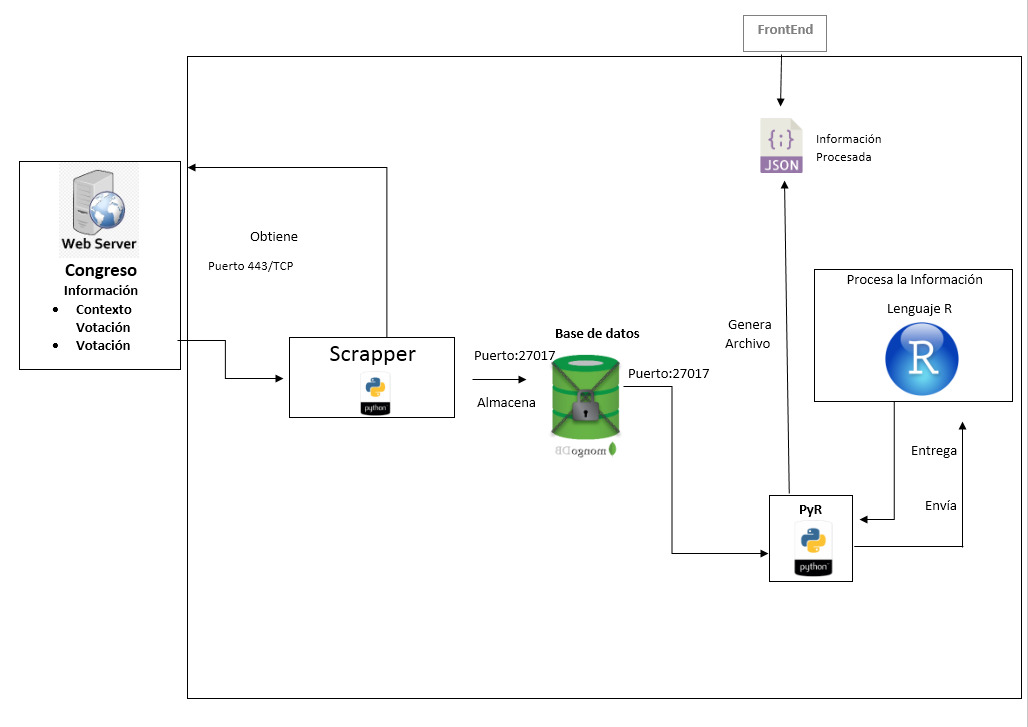 FrontEnd
{;}
JSON
Información
Procesada
Web Server
Congreso
Información
• Contexto
Votación
• Votación
Obtiene
Puerto 443/TCP
Scrapper
python
Puerto:27017
Almacena
Base de datos
mongoDB
Puerto:27017
Genera
Archivo
Procesa la Información
Lenguaje R
R
Entrega
Envía
PyR
python